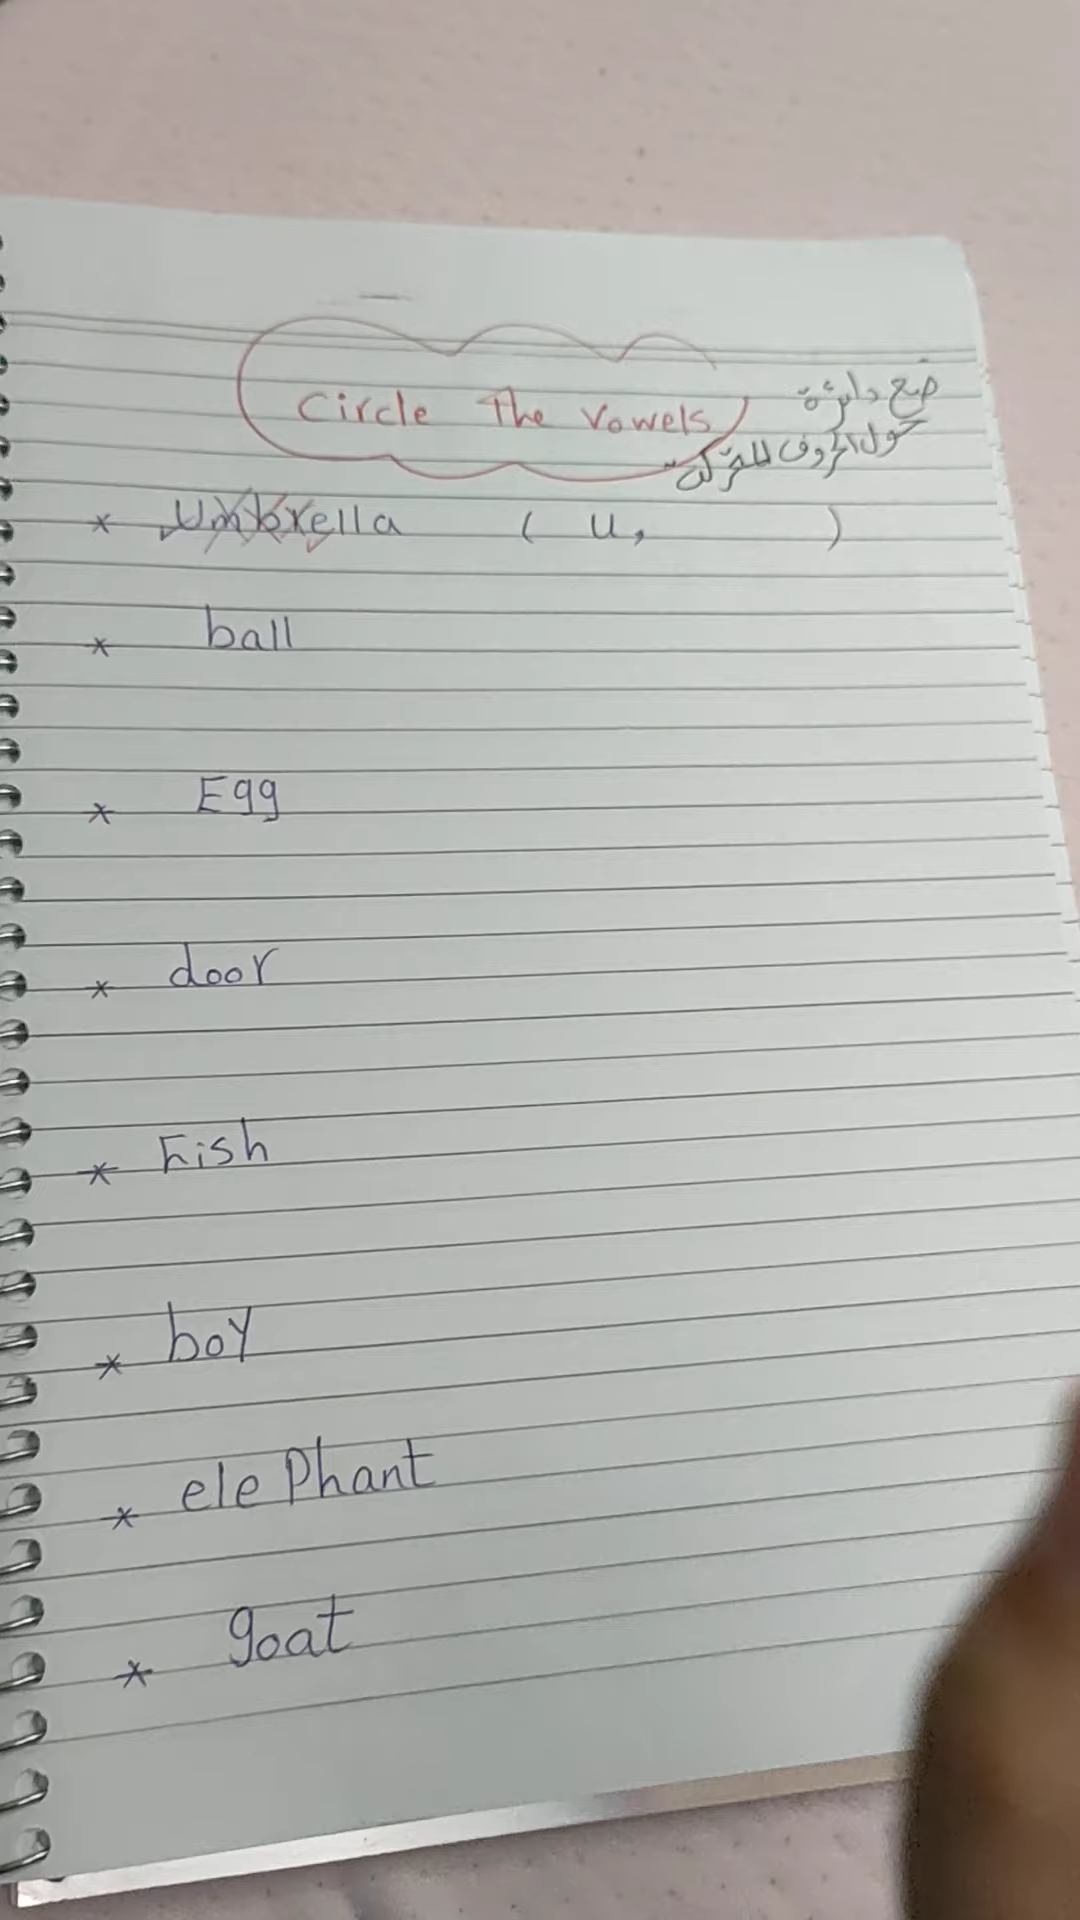 Circle The Vowels
ضع دائرة
حول الحروف المتحركة
* Umbrella ( u, )
* ball
* Egg
* door
* Fish
* boy
* elephant
* goat